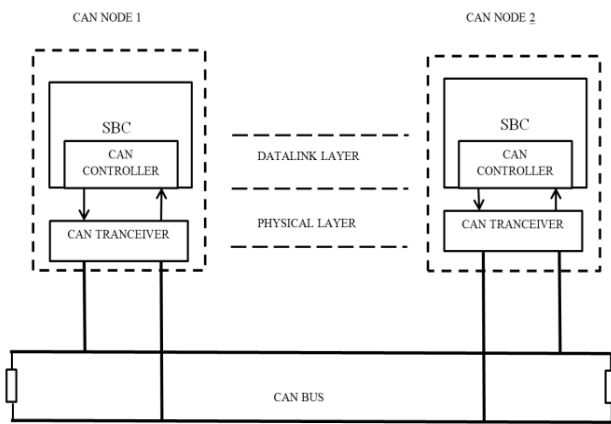 CAN NODE 1
CAN NODE 2
SBC
CAN
CONTROLLER
CAN TRANCEIVER
DATALINK LAYER
PHYSICAL LAYER
SBC
CAN
CONTROLLER
CAN TRANCEIVER
CAN BUS